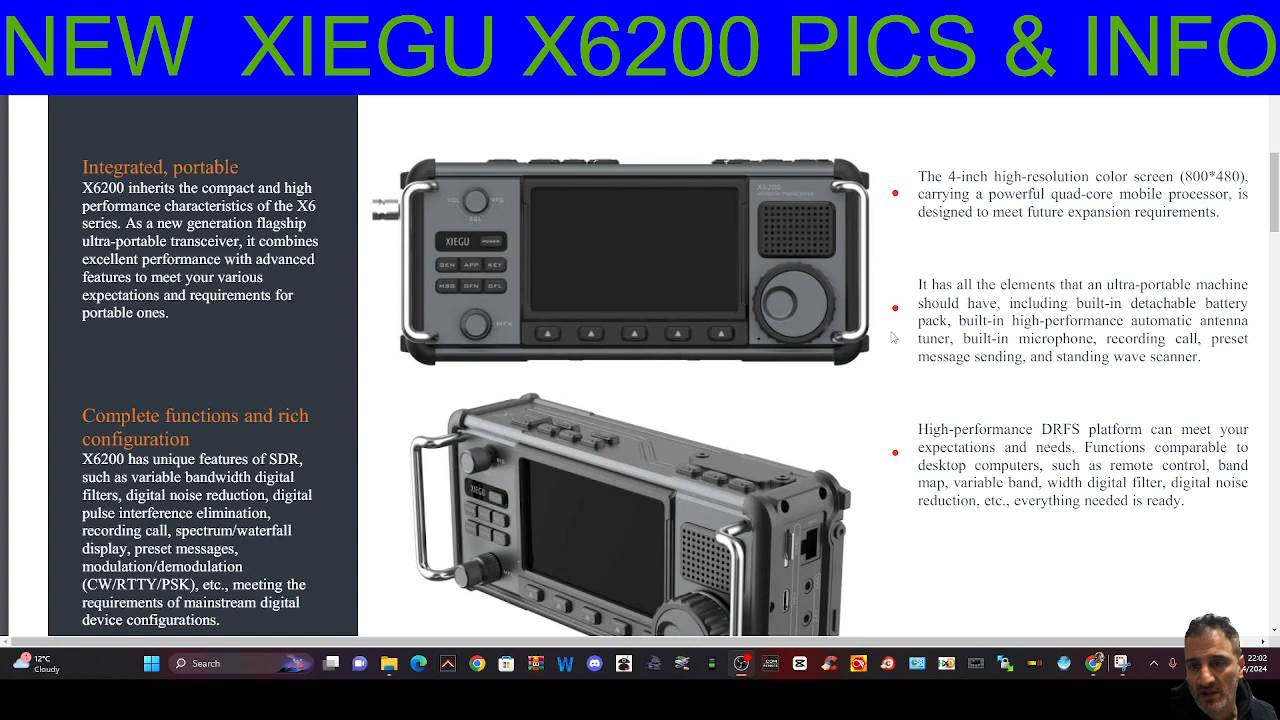 NEW XIEGU X6200 PICS & INFO
Integrated, portable
X6200 inherits the compact and high
performance characteristics of the X6
series. As a new generation flagship
ultra-portable transceiver, it combines
excellent performance with advanced
features to meet your various
expectations and requirements for
portable ones.
Complete functions and rich
configuration
X6200 has unique features of SDR,
such as variable bandwidth digital
filters, digital noise reduction, digital
pulse interference elimination,
recording call, spectrum/waterfall
display, preset messages,
modulation/demodulation
(CW/RTTY/PSK), etc., meeting the
requirements of mainstream digital
device configurations.
VOL RFG
SQL
XIEGU POWER
GEN APP KEY
MSG DFN DFL
MFK
X6200
XIEGU
The 4-inch high-resolution color screen (800*480),
carrying a powerful quad-core mobile processor, is
designed to meet future expansion requirements.
It has all the elements that an ultra-portable machine
should have, including built-in detachable battery
pack, built-in high-performance automatic antenna
tuner, built-in microphone, recording call, preset
message sending, and standing wave scanner.
High-performance DRFS platform can meet your
expectations and needs. Functions comparable to
desktop computers, such as remote control, band
map, variable band, width digital filter, digital noise
reduction, etc., everything needed is ready.
12°C
Cloudy
Search
22:02
/2024